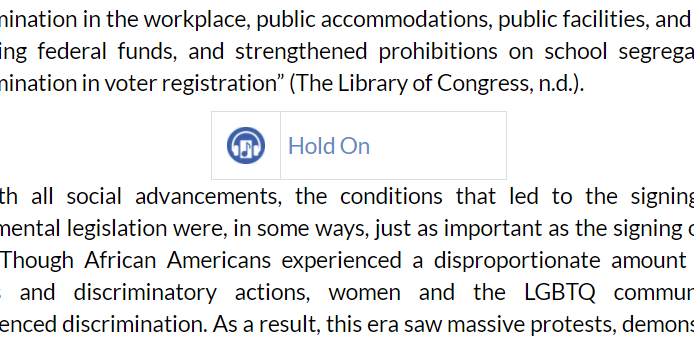 mination in the workplace, public accommodations, public facilities, and
ing federal funds, and strengthened prohibitions on school segrega
mination in voter registration” (The Library of Congress, n.d.).
Hold On
th all social advancements, the conditions that led to the signing
mental legislation were, in some ways, just as important as the signing o
Though African Americans experienced a disproportionate amount
and discriminatory actions, women and the LGBTQ commun
enced discrimination. As a result, this era saw massive protests, demons